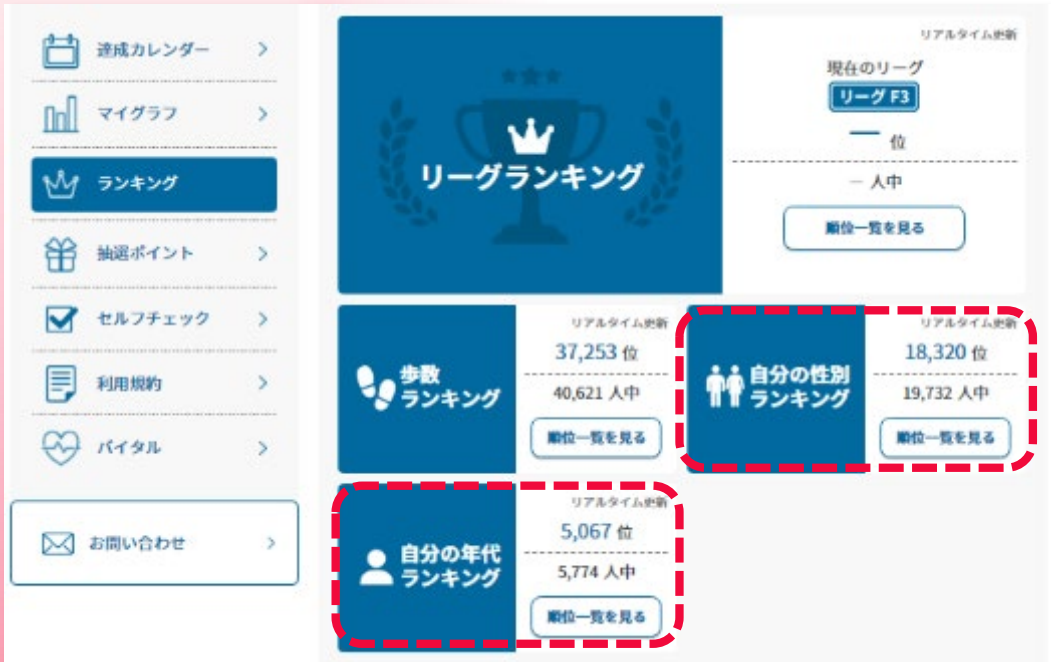 達成カレンダー
マイグラフ
ランキング
抽選ポイント
セルフチェック
利用規約
バイタル
お問い合わせ
リーグランキング
リアルタイム更新
現在のリーグ
リーグ F3
ー 位
ー 人中
順位一覧を見る
歩数
ランキング
リアルタイム更新
37,253 位
40,621 人中
順位一覧を見る
自分の性別
ランキング
リアルタイム更新
18,320 位
19,732 人中
順位一覧を見る
自分の年代
ランキング
リアルタイム更新
5,067 位
5,774 人中
順位一覧を見る